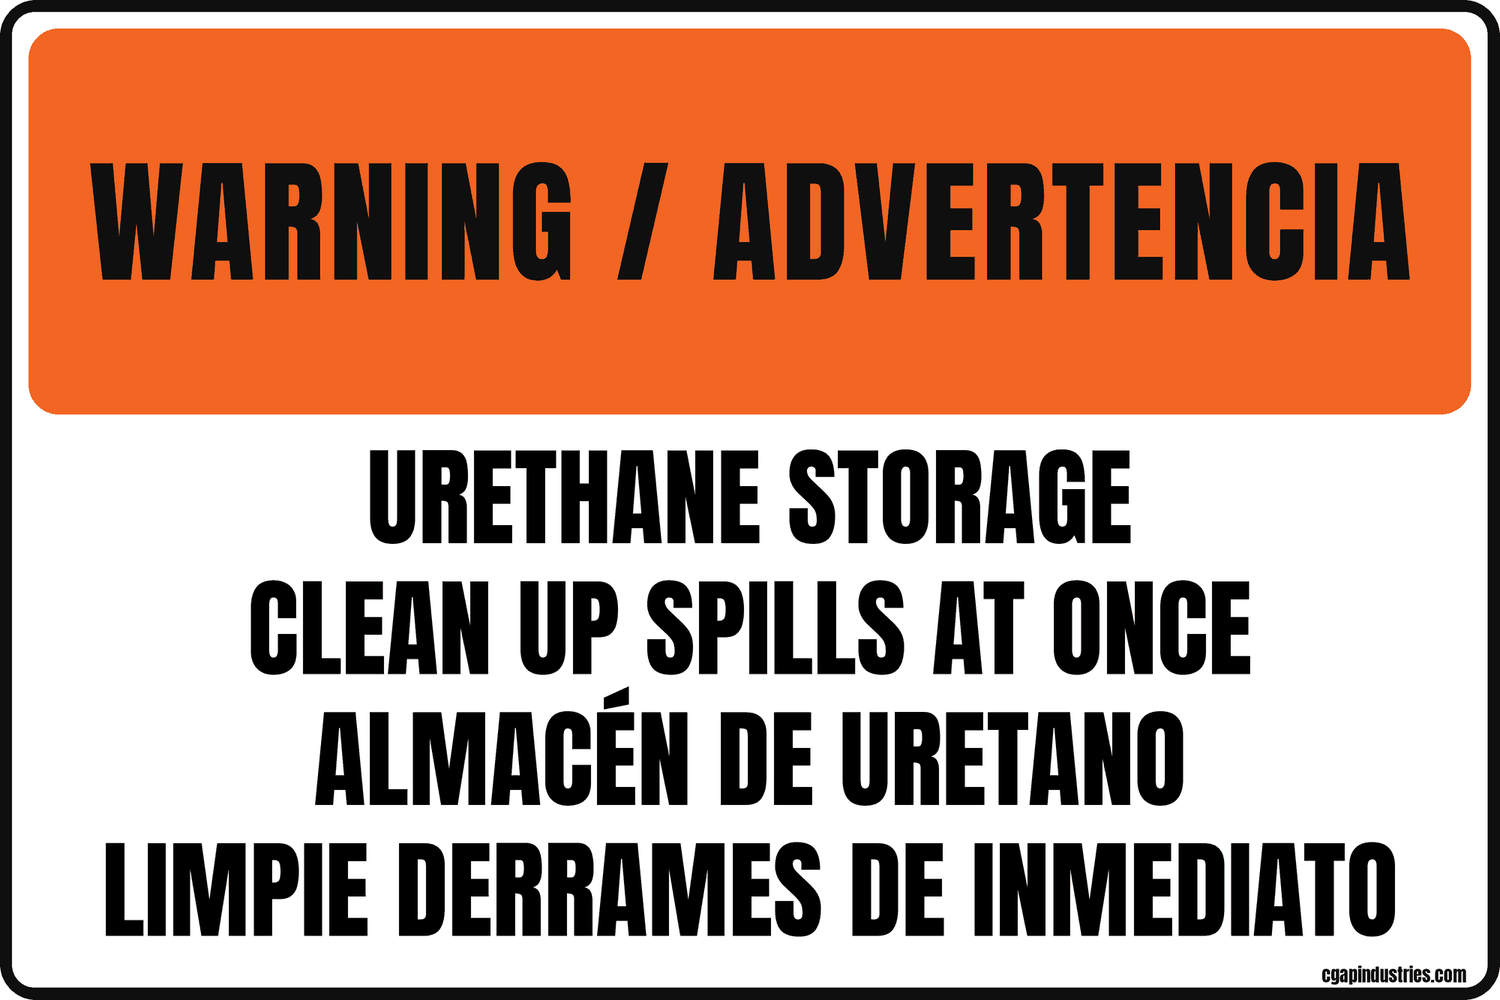 WARNING / ADVERTENCIA
URETHANE STORAGE
CLEAN UP SPILLS AT ONCE
ALMACÉN DE URETANO
LIMPIE DERRAMES DE INMEDIATO
cgapindustries.com